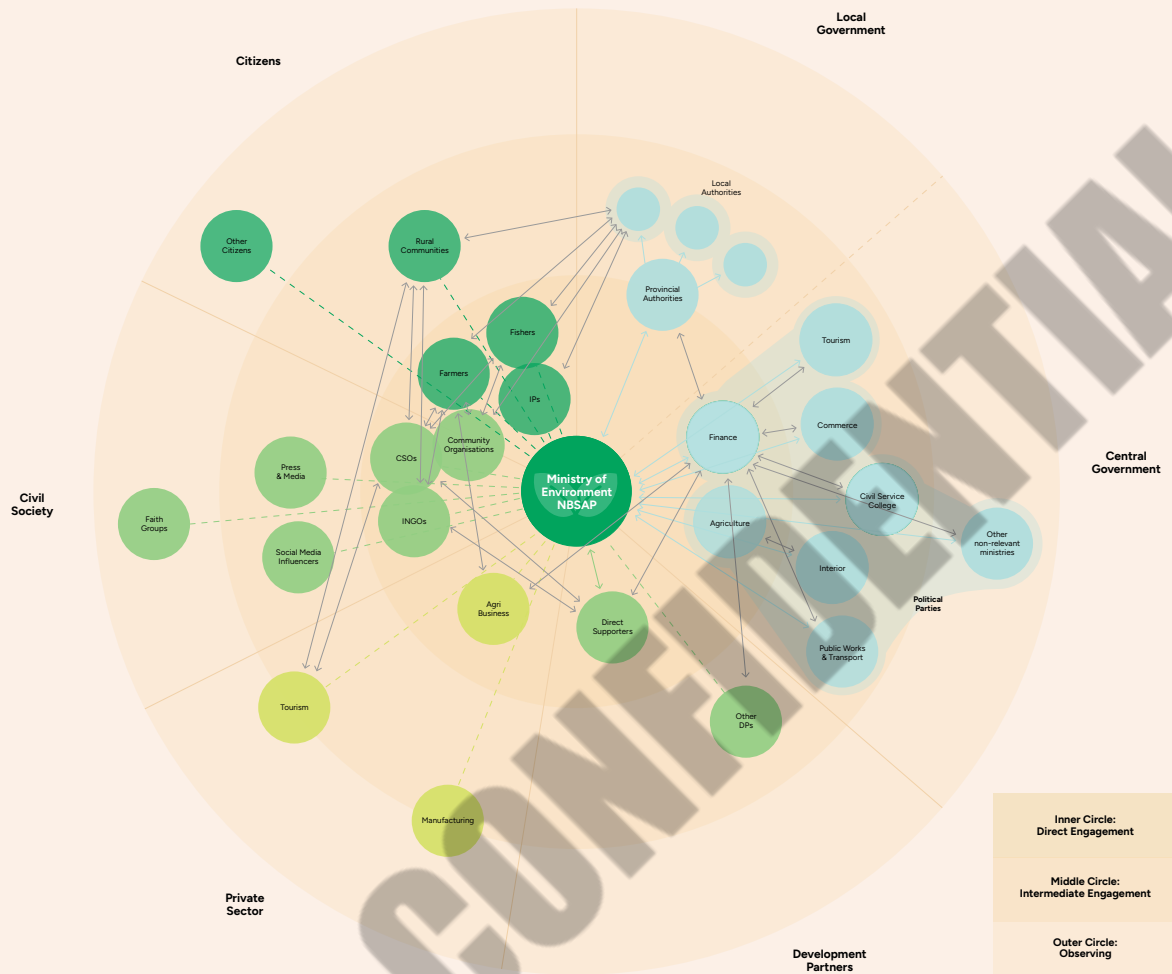 Local
Government
Citizens
Local
Authorities
Other
Citizens
Rural
Communities
Provincial
Authorities
Fishers
Tourism
Farmers
IPs
Commerce
Finance
Community
Organisations
CSOs
Central
Government
Press
& Media
Ministry of
Environment
NBSAP
Civil
Society
Civil Service
College
Faith
Groups
INGOs
Agriculture
Other
non-relevant
ministries
Social Media
Influencers
Interior
Political
Parties
Agri
Business
Direct
Supporters
Public Works
& Transport
Tourism
Other
DPs
Manufacturing
Inner Circle:
Direct Engagement
Middle Circle:
Intermediate Engagement
Private
Sector
Outer Circle:
Observing
Development
Partners
CONFIDENTIAL